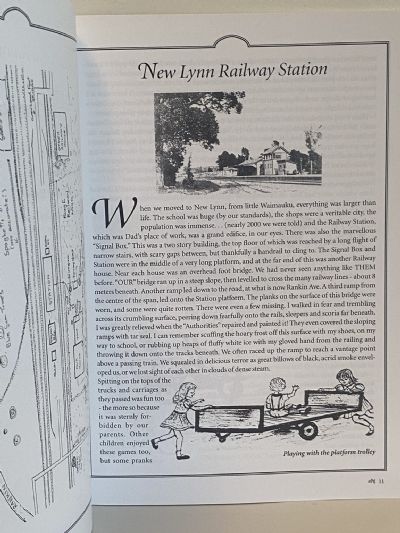 New Lynn Railway Station
When we moved to New Lynn, from little Waimauku, everything was larger than
life. The school was huge (by our standards), the shops were a veritable city, the
population was immense. . . (nearly 2000 we were told) and the Railway Station,
which was Dad's place of work, was a grand edifice, in our eyes. There was also the marvellous
"Signal Box." This was a two story building, the top floor of which was reached by a long flight of
narrow stairs, with scary gaps between, but thankfully a handrail to cling to. The Signal Box and
Station were in the middle of a very long platform, and at the far end of this was another Railway
house. Near each house was an overhead foot bridge. We had never seen anything like THEM
before. "OUR" bridge ran up in a steep slope, then levelled to cross the many railway lines - about 8
meters beneath. Another ramp led down to the road, at what is now Rankin Ave. A third ramp from
the centre of the span, led onto the Station platform. The planks on the surface of this bridge were
worn, and some were quite rotten. There were even a few missing. I walked in fear and trembling
across its crumbling surface, peering down fearfully onto the rails, sleepers and scoria far beneath.
I was greatly relieved when the "Authorities" repaired and painted it! They even covered the sloping
ramps with tar seal. I can remember scuffing the hoary frost off this surface with my shoes, on my
way to school, or rubbing up heaps of fluffy white ice with my gloved hand from the railing and
throwing it down onto the tracks beneath. We often raced up the ramp to reach a vantage point
above a passing train. We squealed in delicious terror as great billows of black, acrid smoke envel-
oped us, or we lost sight of each other in clouds of dense steam.
Spitting on the tops of the
trucks and carriages as
they passed was fun too
- the more so because
it was sternly for-
bidden by our
parents. Other
children enjoyed
these games too,
but some pranks
Playing with the platform trolley
11